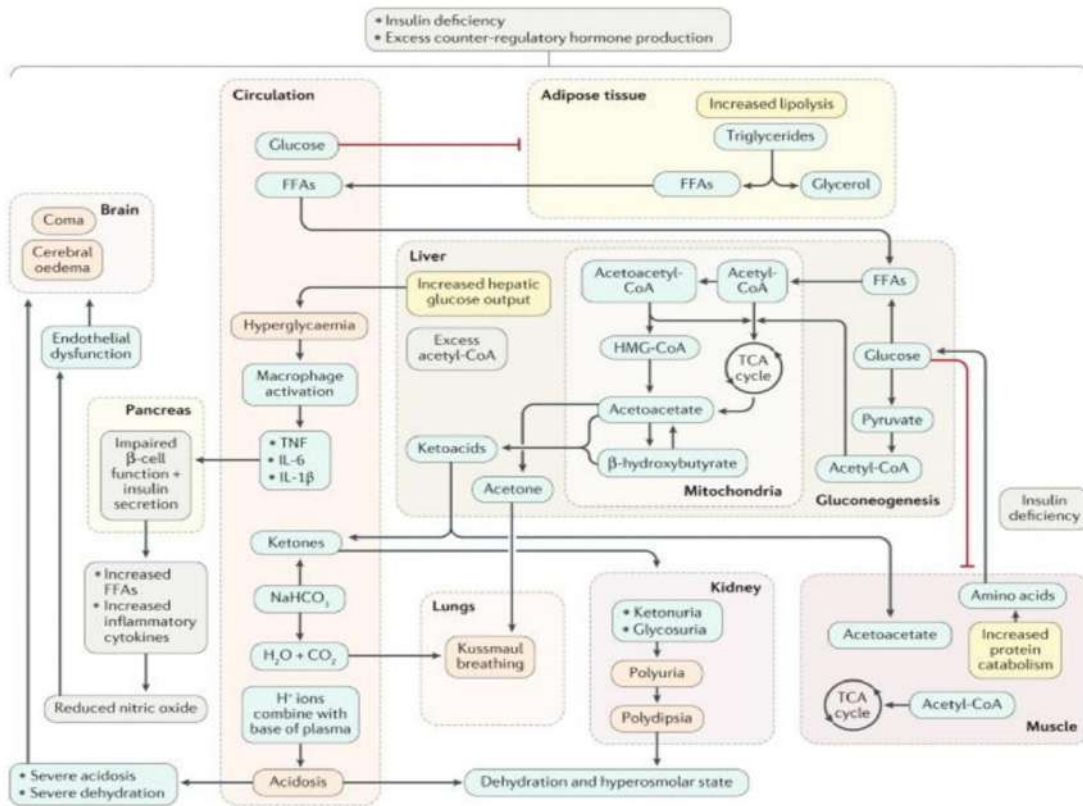 • Insulin deficiency
• Excess counter-regulatory hormone production
Circulation
Glucose
FFAs
Adipose tissue
Increased lipolysis
Triglycerides
FFAs
Glycerol
Brain
Coma
Cerebral
oedema
Endothelial
dysfunction
Liver
Increased hepatic
glucose output
Excess
acetyl-CoA
Acetoacetyl-
CoA
Acetyl-
CoA
FFAs
HMG-CoA
TCA
cycle
Glucose
Acetoacetate
Pyruvate
Ketoacids
β-hydroxybutyrate
Acetyl-CoA
Acetone
Mitochondria
Gluconeogenesis
Hyperglycaemia
Macrophage
activation
• TNF
• IL-6
• IL-1β
Pancreas
Impaired
β-cell
function +
insulin
secretion
• Increased
FFAs
• Increased
inflammatory
cytokines
Reduced nitric oxide
Ketones
NaHCO₃
H₂O + CO₂
H⁺ ions
combine with
base of plasma
Acidosis
Lungs
Kussmaul
breathing
Kidney
• Ketonuria
• Glycosuria
Polyuria
Polydipsia
Insulin
deficiency
Amino acids
Acetoacetate
Increased
protein
catabolism
TCA
cycle
Acetyl-CoA
Muscle
• Severe acidosis
• Severe dehydration
Dehydration and hyperosmolar state